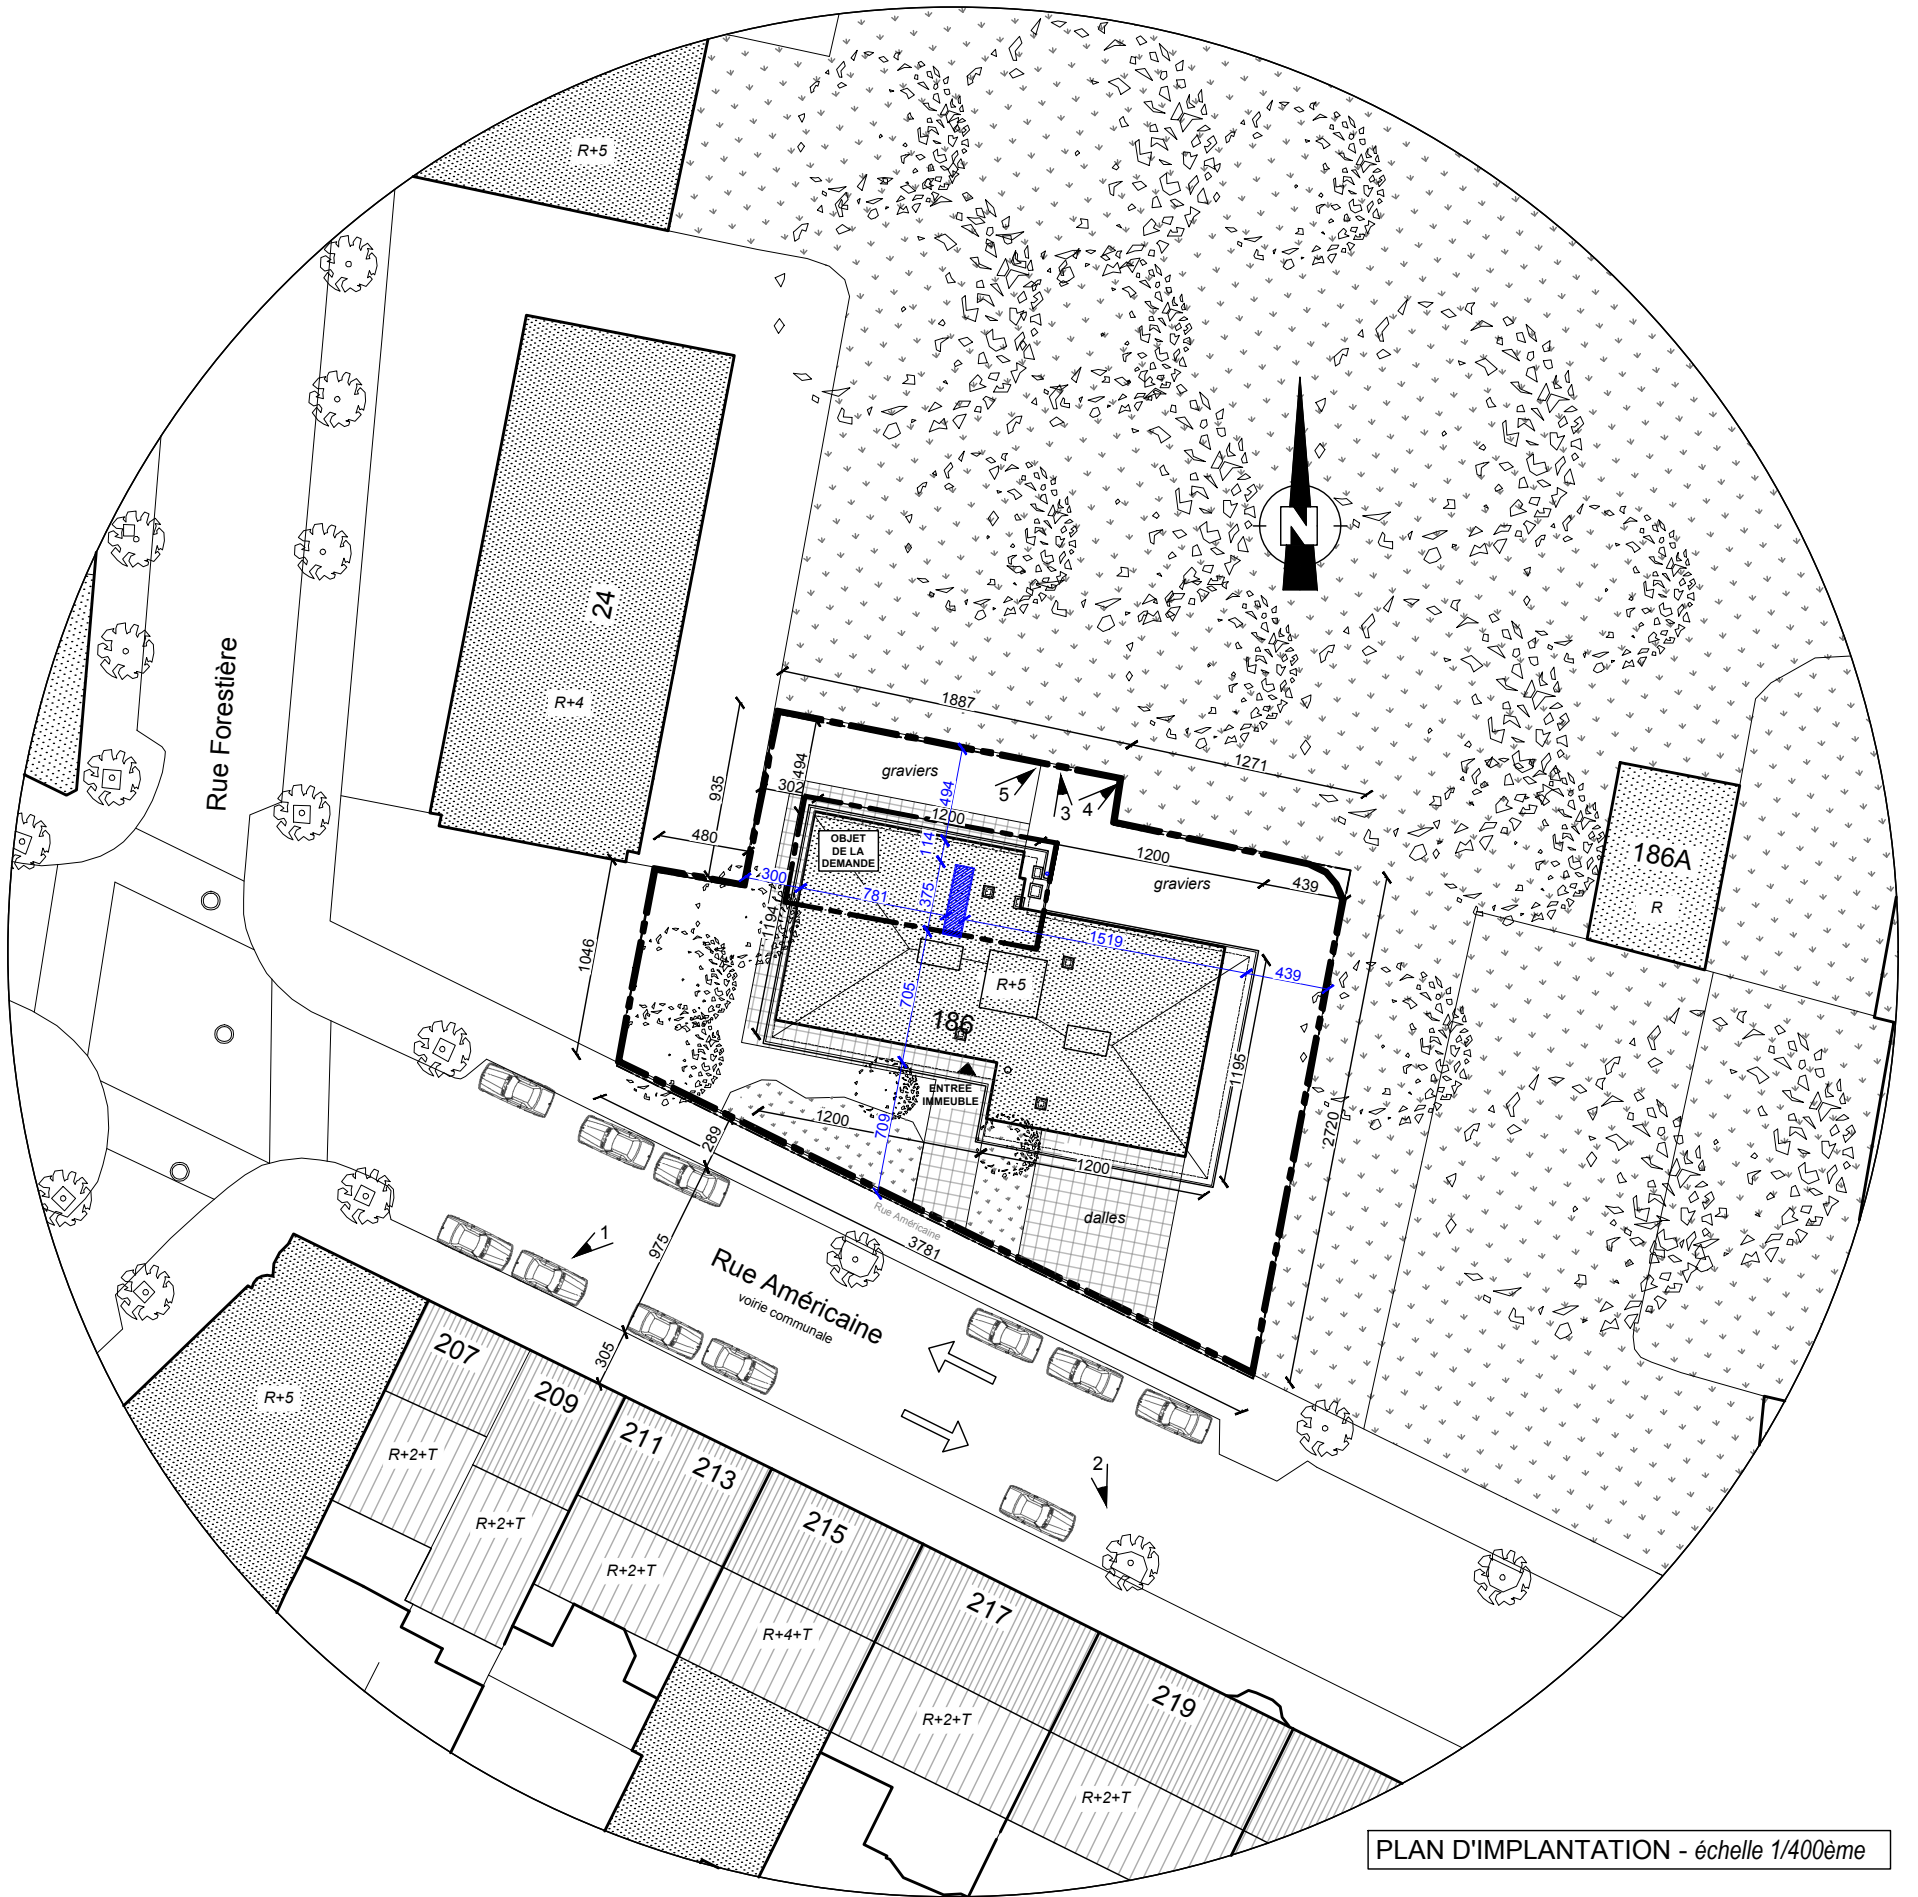 R+5
24
R+4
Rue Forestière
N
1887
1271
935
494
302
graviers
494
5
3
4
480
1200
OBJET
DE LA
DEMANDE
114
1200
graviers
439
300
781
375
1194
1519
439
1046
705
R+5
186
186A
R
ENTREE
IMMEUBLE
1195
2720
1200
709
289
1200
dalles
Rue Américaine
3781
975
1
Rue Américaine
voirie communale
305
2
R+5
207
R+2+T
209
R+2+T
211
213
R+2+T
215
R+4+T
217
R+2+T
219
R+2+T
PLAN D'IMPLANTATION - échelle 1/400ème